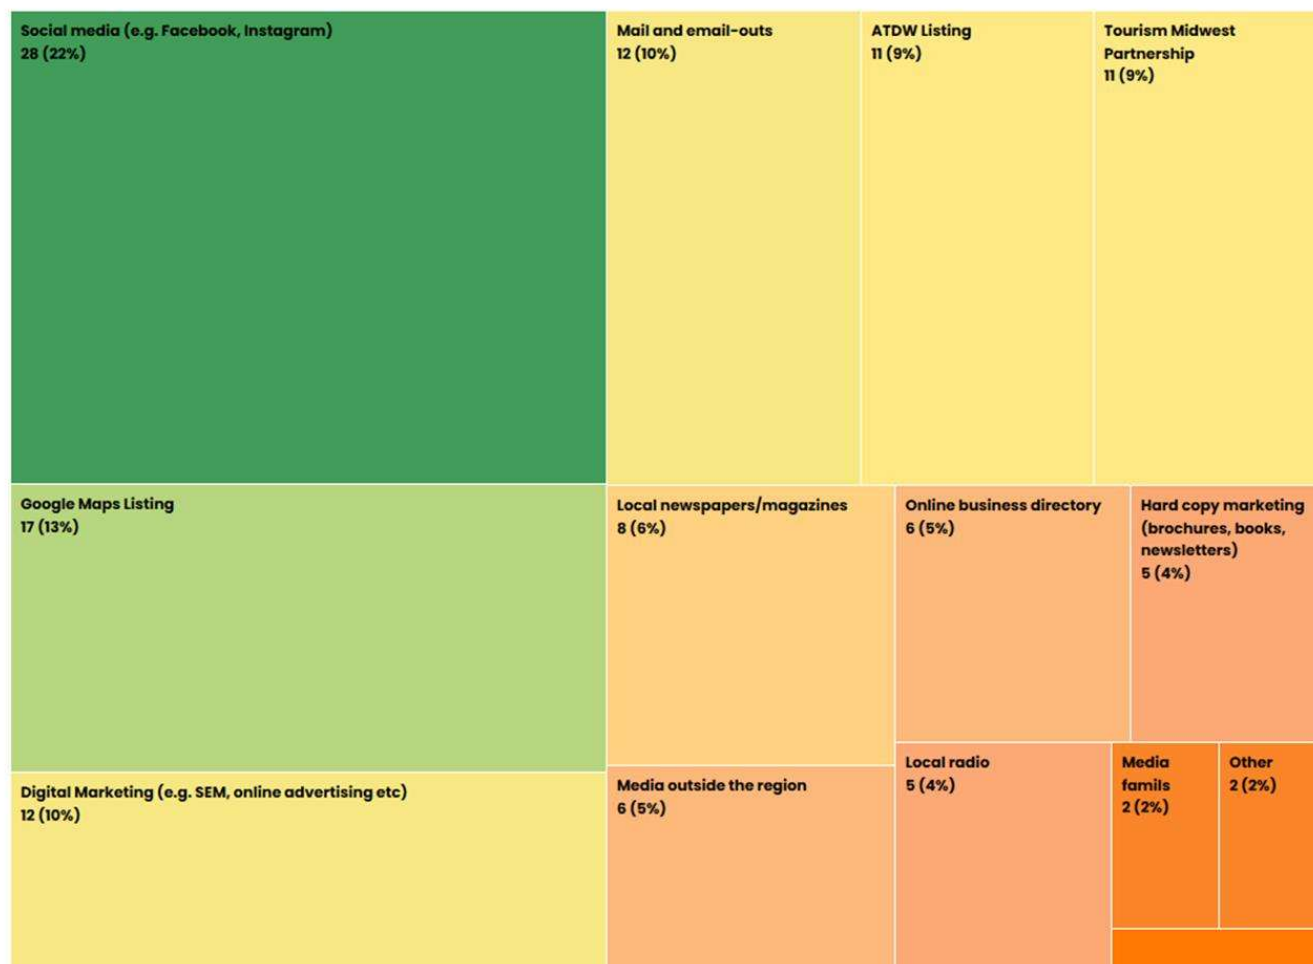 Social media (e.g. Facebook, Instagram)
28 (22%)
Mail and email-outs
12 (10%)
ATDW Listing
11 (9%)
Tourism Midwest
Partnership
11 (9%)
Google Maps Listing
17 (13%)
Local newspapers/magazines
8 (6%)
Online business directory
6 (5%)
Hard copy marketing
(brochures, books,
newsletters)
5 (4%)
Digital Marketing (e.g. SEM, online advertising etc)
12 (10%)
Media outside the region
6 (5%)
Local radio
5 (4%)
Media
famils
2 (2%)
Other
2 (2%)